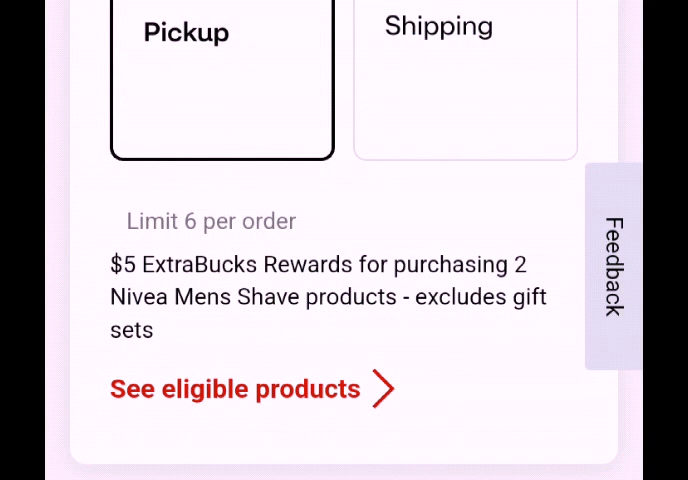 Pickup
Shipping
Limit 6 per order
$5 ExtraBucks Rewards for purchasing 2
Nivea Mens Shave products - excludes gift
sets
See eligible products
Feedback